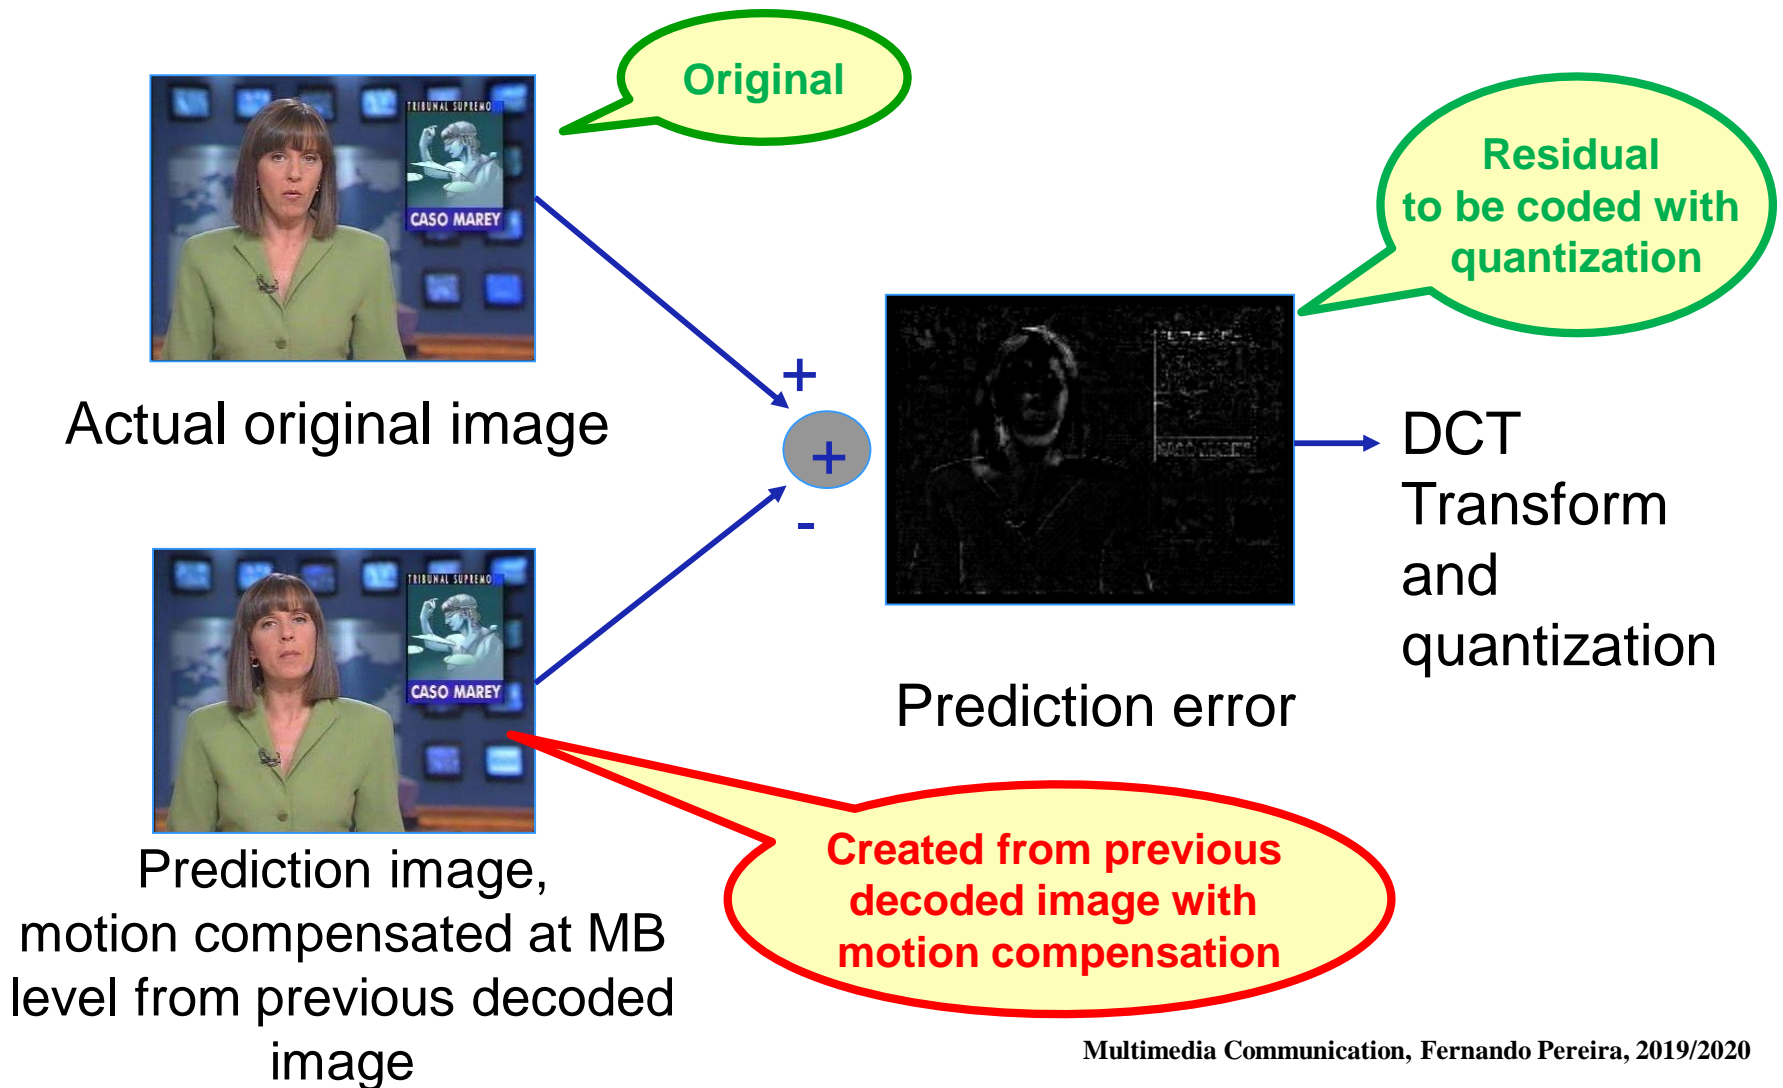 Original
TRIBUNAL SUPREMO
CASO MAREY
Actual original image
Residual
to be coded with
quantization
+
+
-
DCT
Transform
and
quantization
Prediction error
TRIBUNAL SUPREMO
CASO MAREY
Prediction image,
motion compensated at MB
level from previous decoded
image
Created from previous
decoded image with
motion compensation
CASO MAREY
Multimedia Communication, Fernando Pereira, 2019/2020